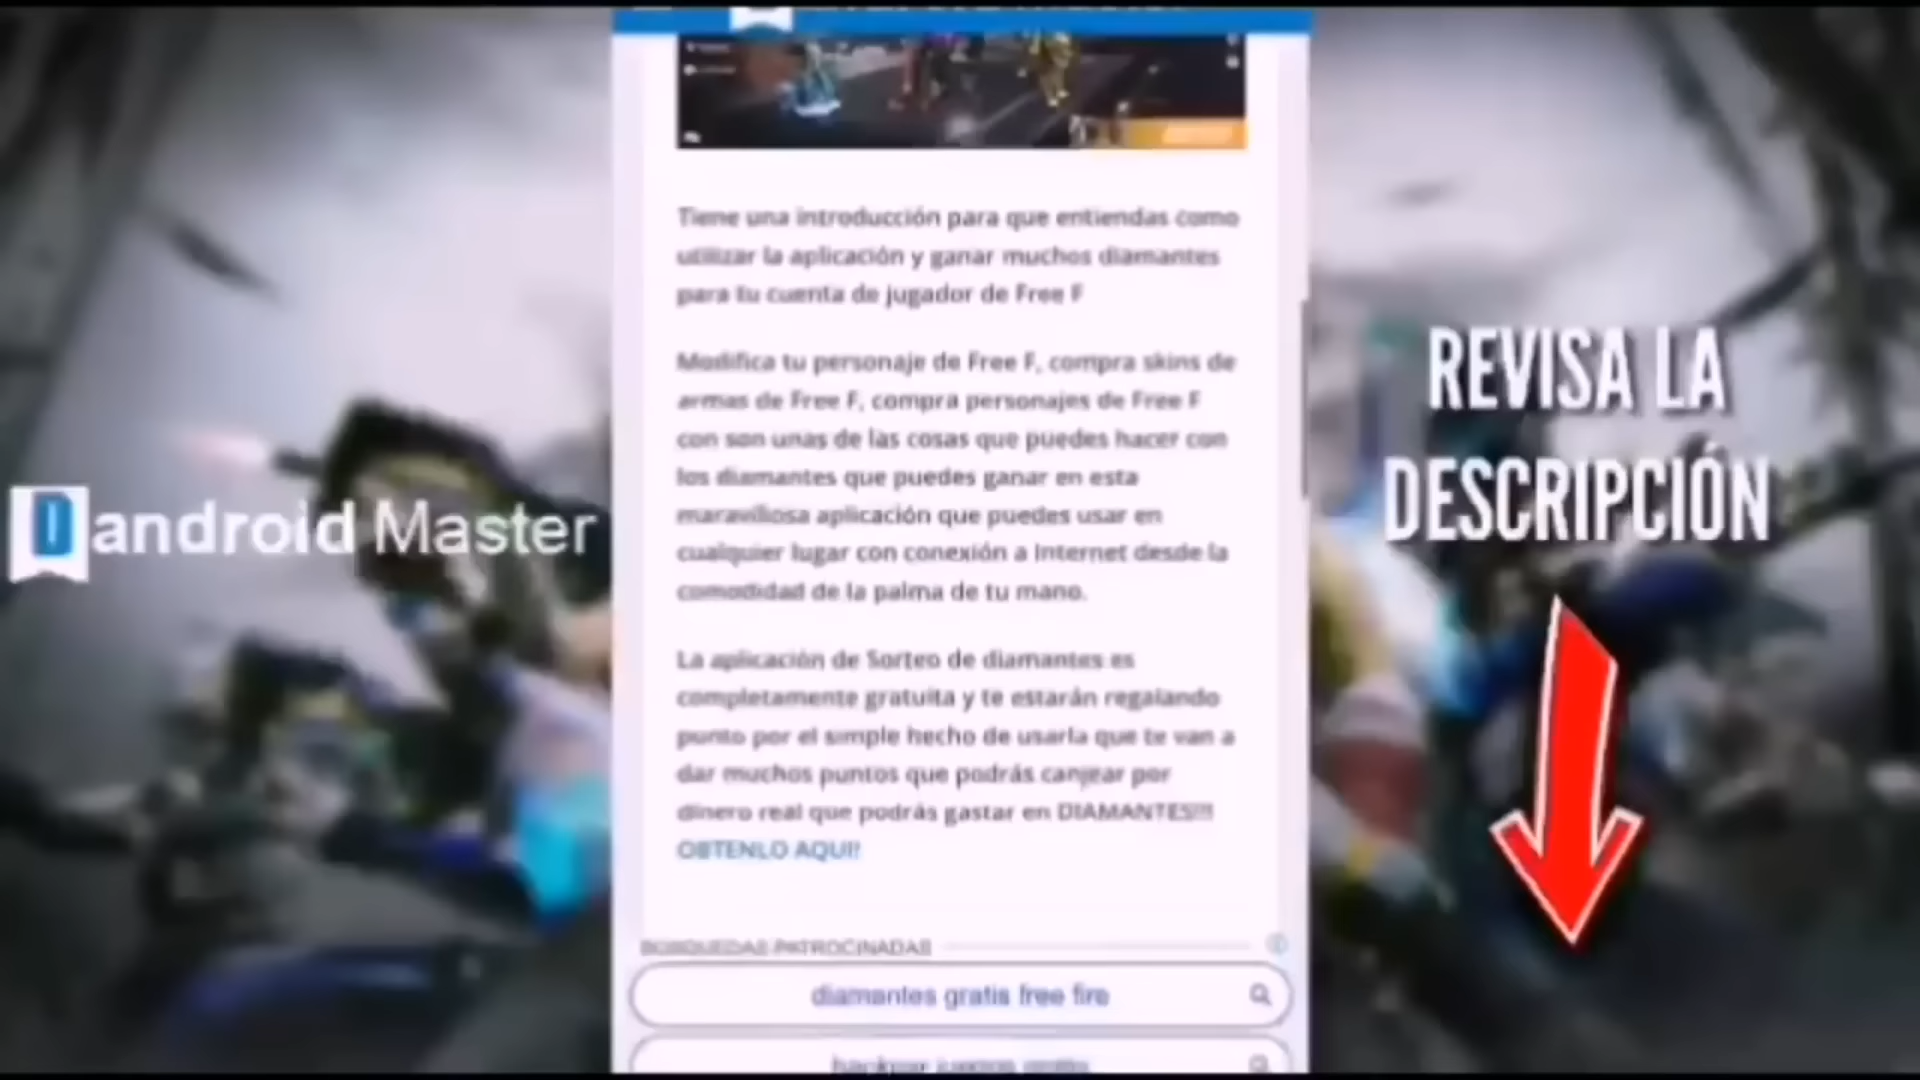 Tiene una introducción para que entiendas como
utilizar la aplicación y ganar muchos diamantes
para tu cuenta de jugador de Free F
Modifica tu personaje de Free F, compra skins de
armas de Free F, compra personajes de Free F
con son unas de las cosas que puedes hacer con
los diamantes que puedes ganar en esta
maravillosa aplicación que puedes usar en
cualquier lugar con conexión a Internet desde la
comodidad de la palma de tu mano.
La aplicación de Sorteo de diamantes es
completamente gratuita y te estarán regalando
punto por el simple hecho de usarla que te van a
dar muchos puntos que podrás canjear por
dinero real que podrás gastar en DIAMANTES!!!
OBTENLO AQUI!
BÚSQUEDAS PATROCINADAS
diamantes gratis free fire
hackear juegos gratis
D android Master
REVISA LA
DESCRIPCIÓN